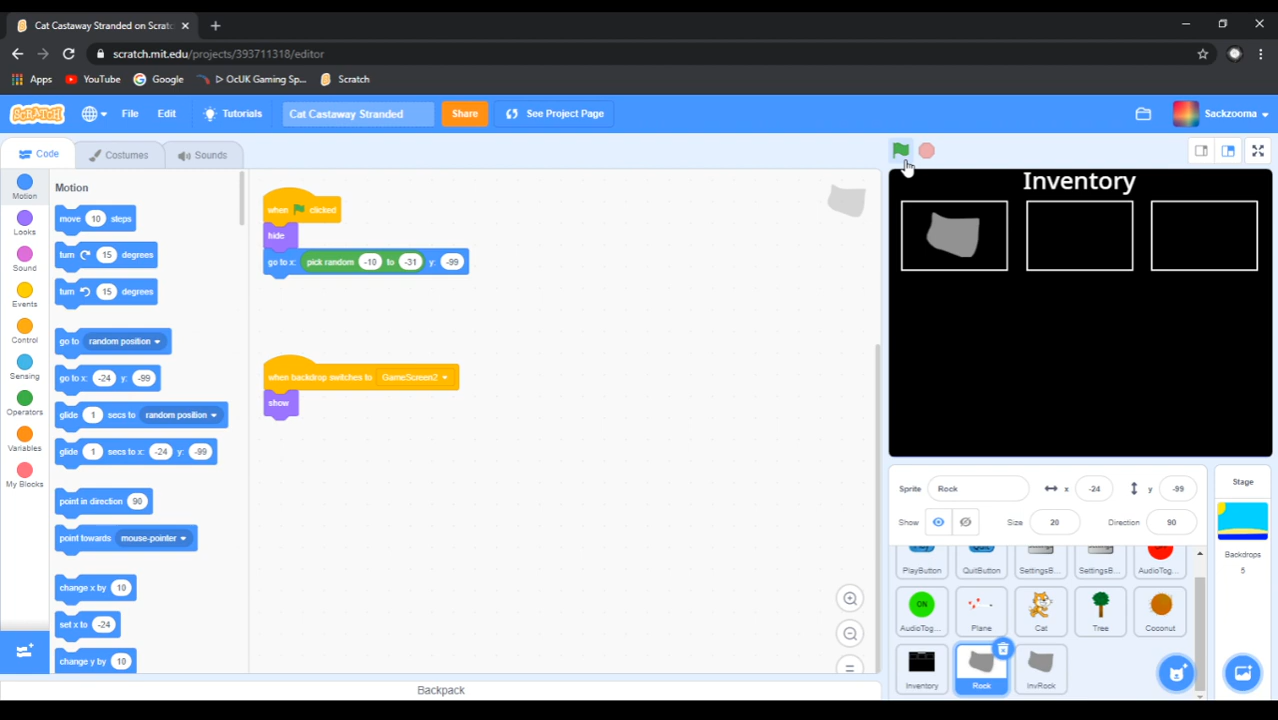 Cat Castaway Stranded on Scratc
scratch.mit.edu/projects/393711318/editor
Apps YouTube Google OcUK Gaming Sp... Scratch
SCRATCH File Edit Tutorials Cat Castaway Stranded Share See Project Page Sackzooma
Code Costumes Sounds
Motion
Looks
Sound
Events
Control
Sensing
Operators
Variables
My Blocks
Motion
move 10 steps
turn 15 degrees
turn 15 degrees
go to random position
go to x: -24 y: -99
glide 1 secs to random position
glide 1 secs to x: -24 y: -99
point in direction 90
point towards mouse-pointer
change x by 10
set x to -24
change y by 10
when clicked
hide
go to x: pick random -10 to -31 y: -99
when backdrop switches to GameScreen2
show
Backpack
Inventory
Sprite Rock x -24 y -99
Show Size 20 Direction 90
PlayButton QuitButton SettingsB... SettingsB... AudioTog...
ON
AudioTog... Plane Cat Tree Coconut
Inventory Rock InvRock
Stage
Backdrops
5